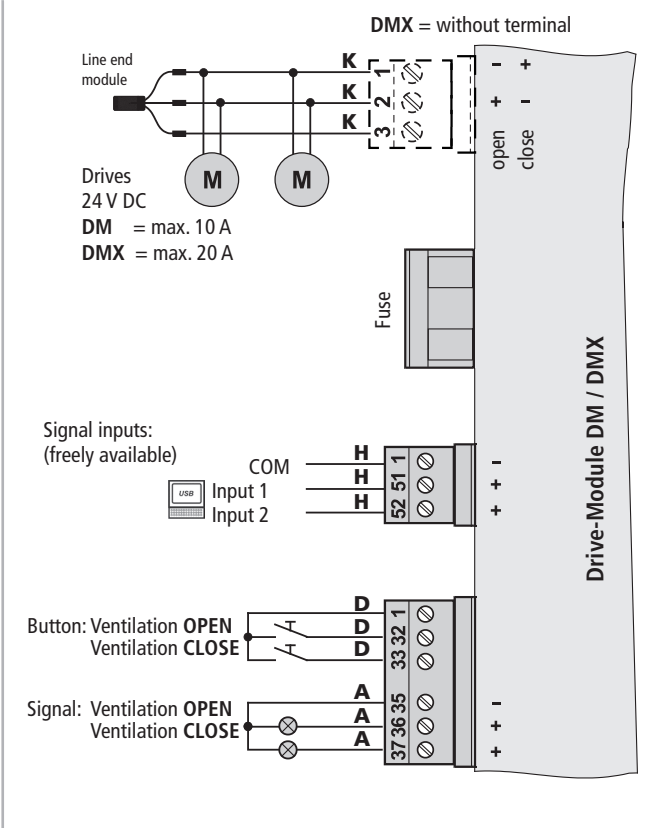 DMX = without terminal
Line end
module
K
K
K
1
2
3
- +
+ -
open
close
M
M
Drives
24 V DC
DM = max. 10 A
DMX = max. 20 A
Fuse
Drive-Module DM / DMX
Signal inputs:
(freely available)
COM H 1 -
USB Input 1 H 51 +
Input 2 H 52 +
Button: Ventilation OPEN
Ventilation CLOSE
D 1
D 32
D 33
Signal: Ventilation OPEN
Ventilation CLOSE
A 35 -
A 36 +
A 37 +